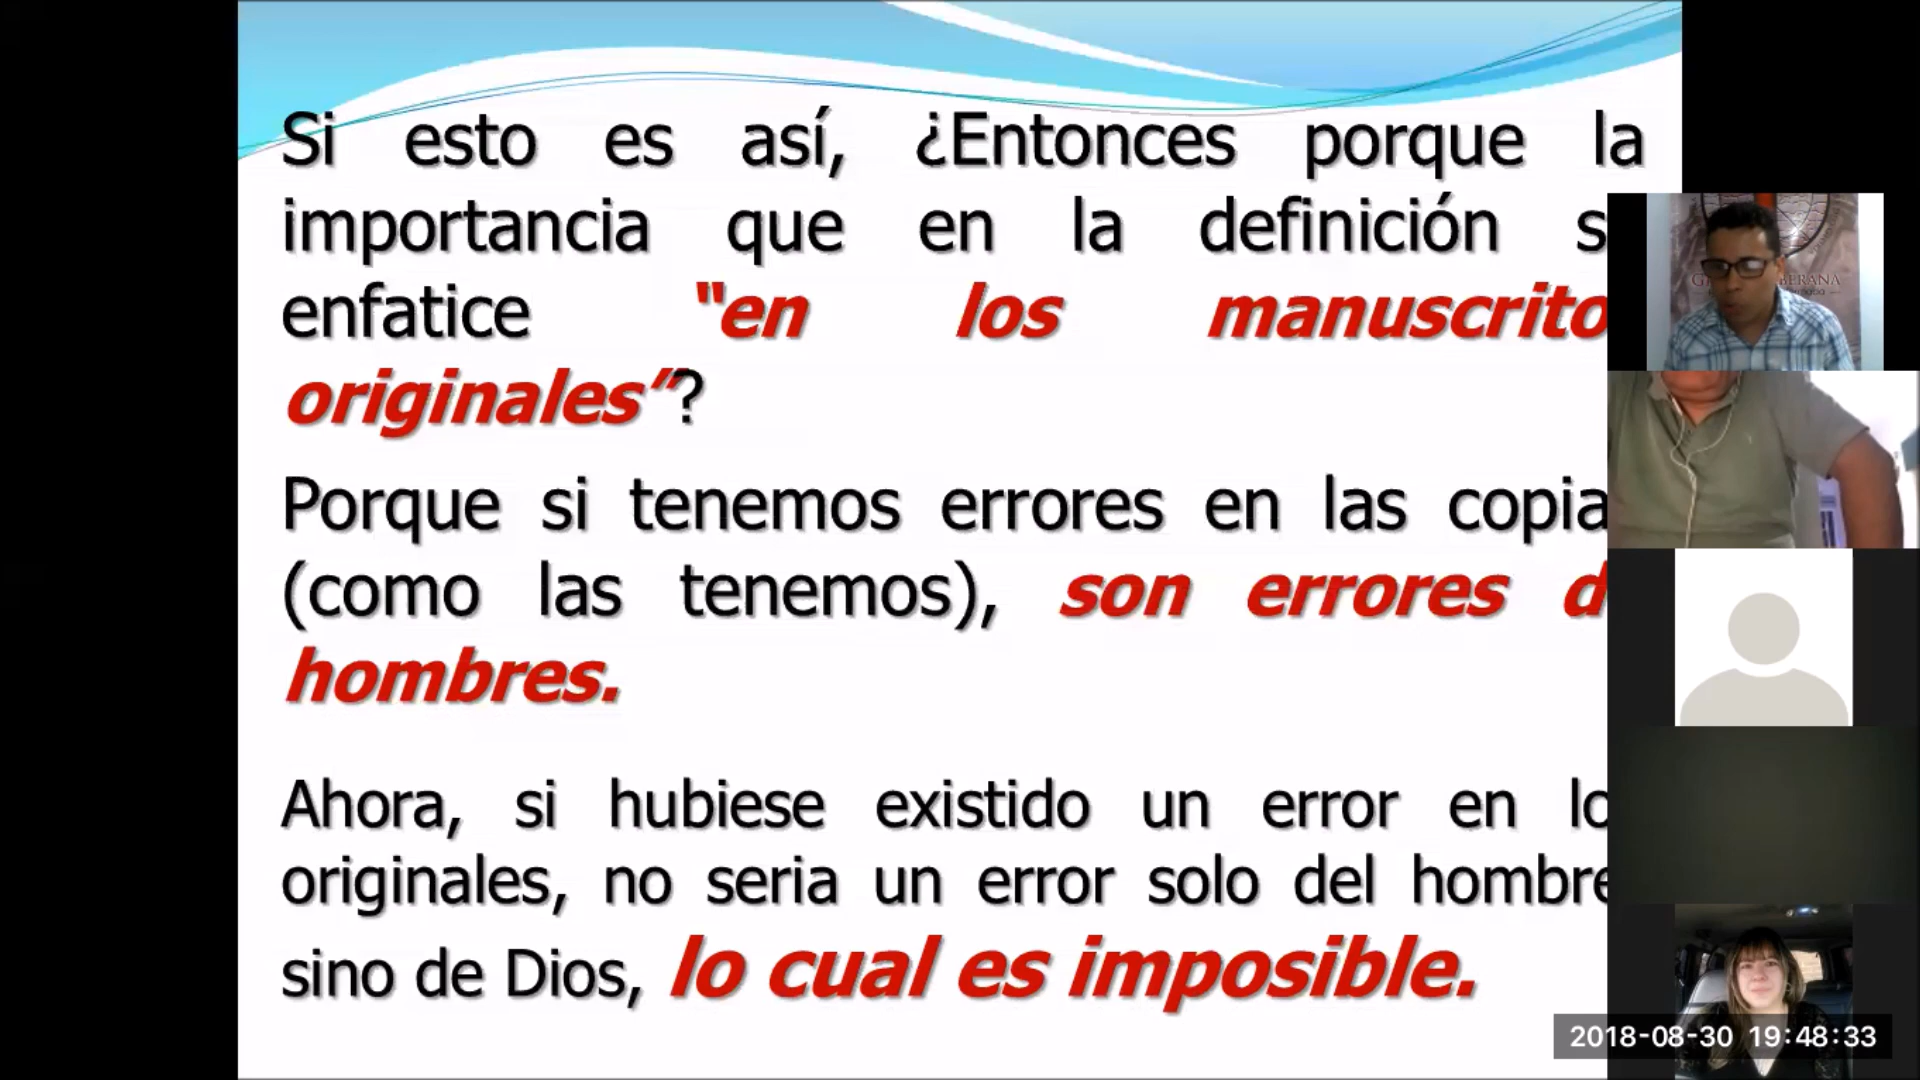 Si esto es así, ¿Entonces porque la
importancia que en la definición s
enfatice “en los manuscrito
originales”?
Porque si tenemos errores en las copia
(como las tenemos), son errores d
hombres.
Ahora, si hubiese existido un error en lo
originales, no seria un error solo del hombre
sino de Dios, lo cual es imposible.
BERANA
2018-08-30 19:48:33